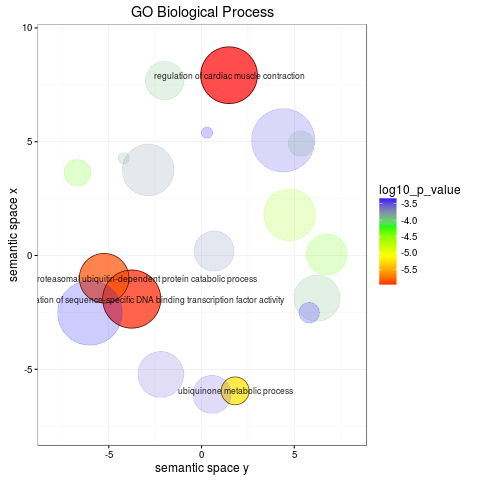 GO Biological Process
10
5
0
-5
semantic space x
regulation of cardiac muscle contraction
roteasomal ubiquitin-dependent protein catabolic process
ation of sequence-specific DNA binding transcription factor activity
ubiquinone metabolic process
-5
0
5
semantic space y
log10_p_value
-3.5
-4.0
-4.5
-5.0
-5.5